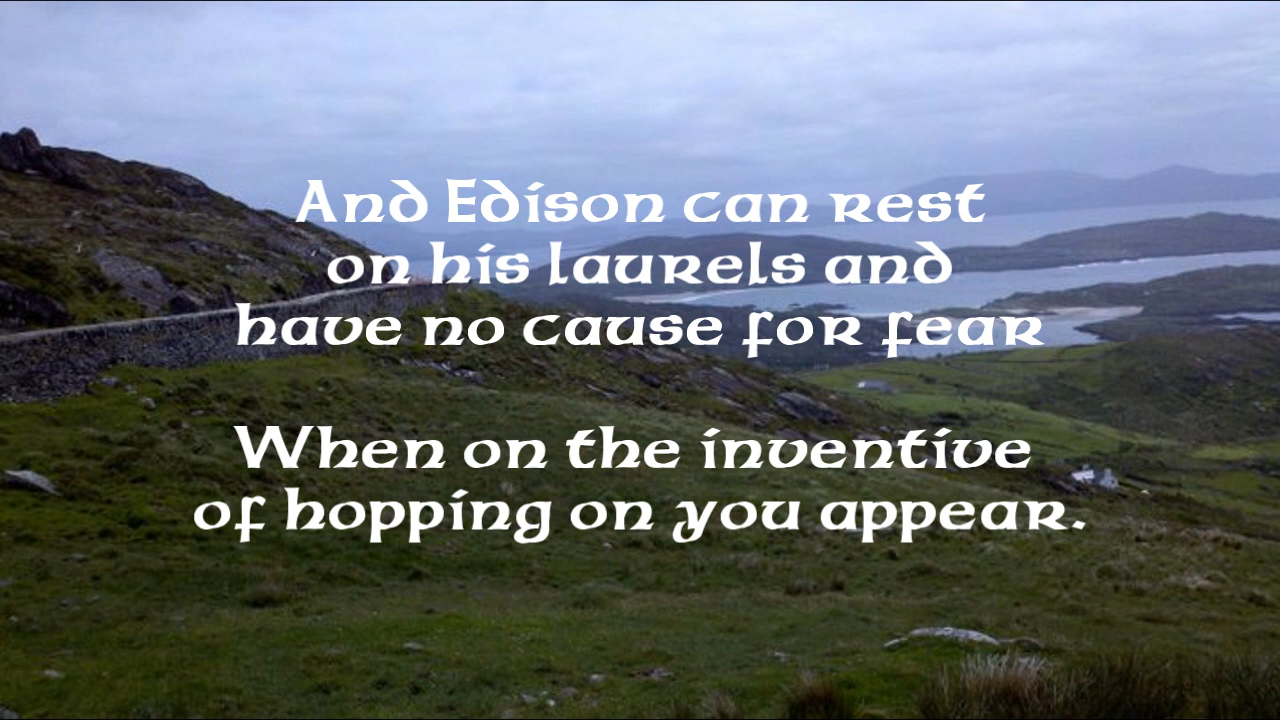 And Edison can rest
on his laurels and
have no cause for fear
When on the inventive
of hopping on you appear.